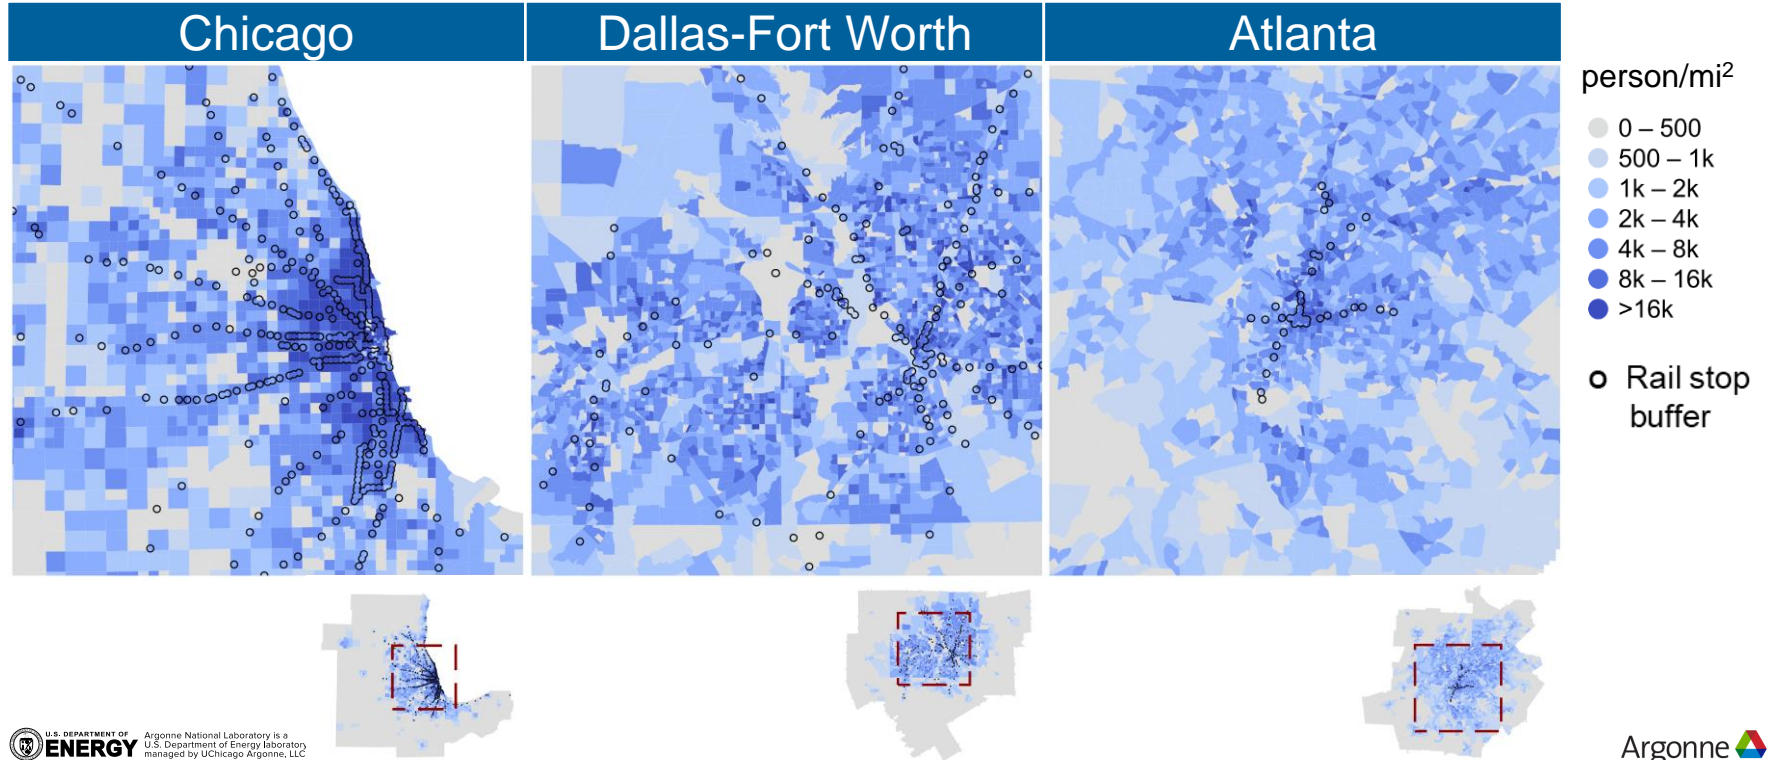 Chicago
Dallas-Fort Worth
Atlanta
person/mi²
0 – 500
500 – 1k
1k – 2k
2k – 4k
4k – 8k
8k – 16k
>16k
Rail stop
buffer
U.S. DEPARTMENT OF
ENERGY
Argonne National Laboratory is a
U.S. Department of Energy laboratory
managed by UChicago Argonne, LLC
Argonne